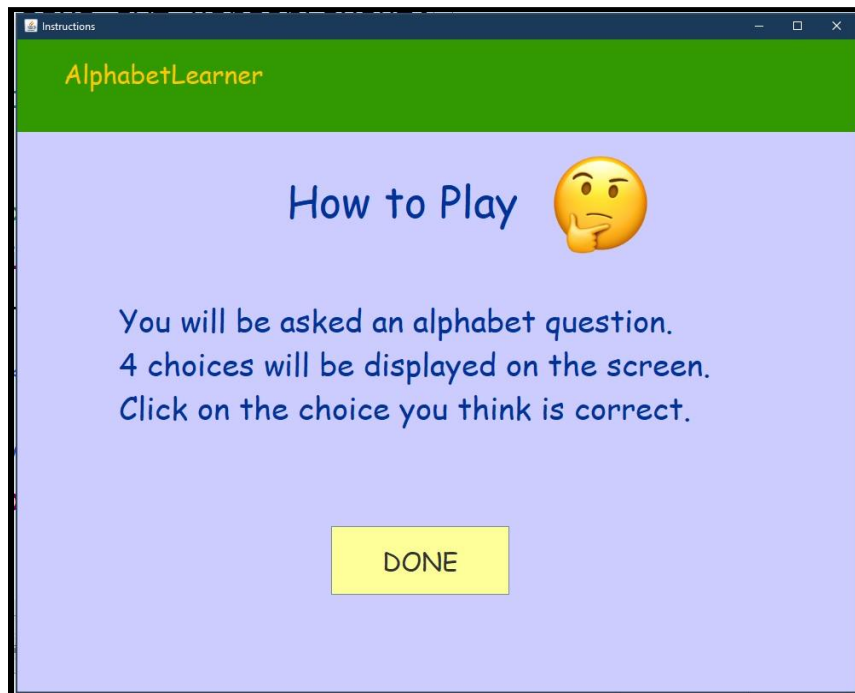 Instructions
AlphabetLearner
How to Play
You will be asked an alphabet question.
4 choices will be displayed on the screen.
Click on the choice you think is correct.
DONE